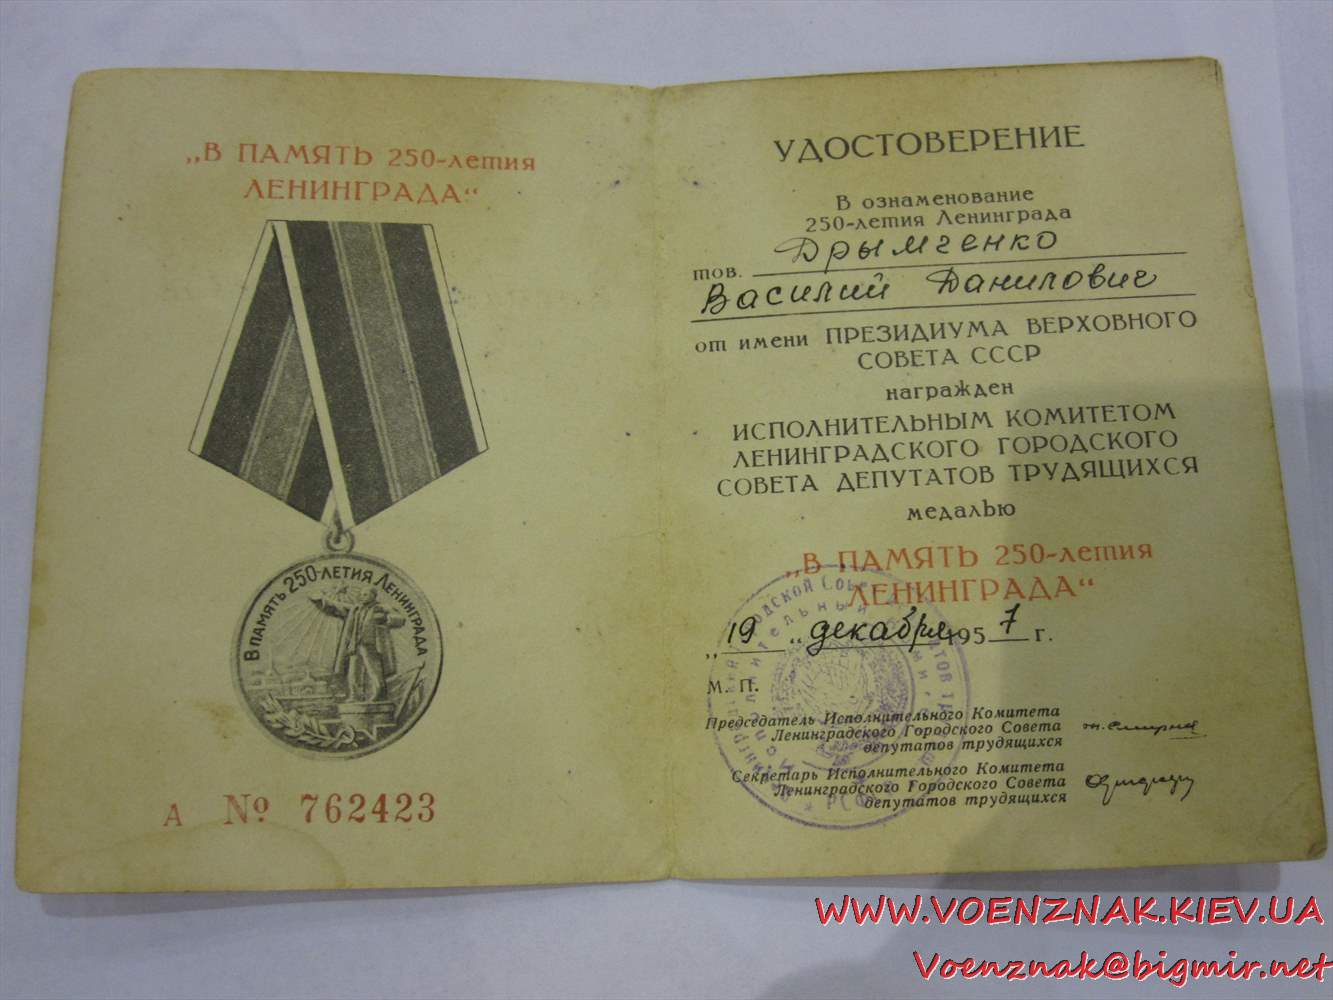 „В ПАМЯТЬ 250-летия
ЛЕНИНГРАДА“
В ПАМЯТЬ 250-ЛЕТИЯ ЛЕНИНГРАДА
А № 762423
УДОСТОВЕРЕНИЕ
В ознаменование
250-летия Ленинграда
тов. Дрымченко
Василий Данилович
от имени ПРЕЗИДИУМА ВЕРХОВНОГО
СОВЕТА СССР
награжден
ИСПОЛНИТЕЛЬНЫМ КОМИТЕТОМ
ЛЕНИНГРАДСКОГО ГОРОДСКОГО
СОВЕТА ДЕПУТАТОВ ТРУДЯЩИХСЯ
медалью
„В ПАМЯТЬ 250-летия
ЛЕНИНГРАДА“
„19„ декабря 1957 г.
М. П.
Председатель Исполнительного Комитета
Ленинградского Городского Совета
депутатов трудящихся
Секретарь Исполнительного Комитета
Ленинградского Городского Совета
депутатов трудящихся
WWW.VOENZNAK.KIEV.UA
Voenznak@bigmir.net